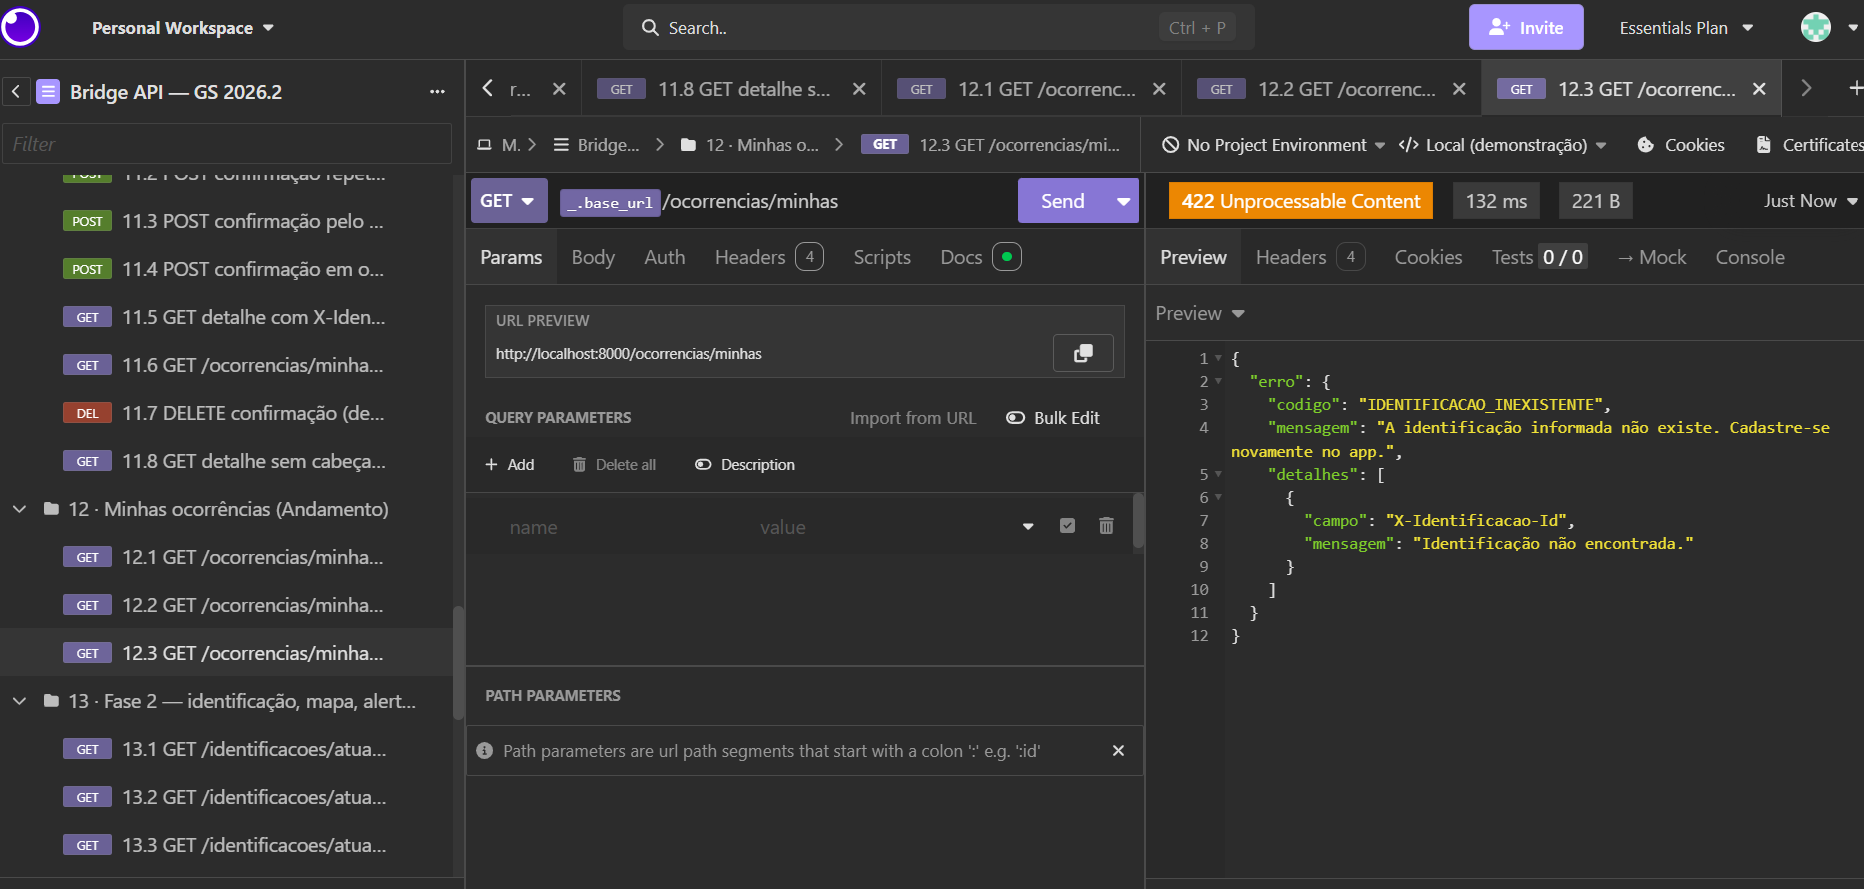 Personal Workspace
Search..
Ctrl + P
Invite
Essentials Plan
Bridge API — GS 2026.2
r...
GET 11.8 GET detalhe s...
GET 12.1 GET /ocorrenc...
GET 12.2 GET /ocorrenc...
GET 12.3 GET /ocorrenc...
Filter
M.
Bridge...
12 · Minhas o...
GET 12.3 GET /ocorrencias/mi...
No Project Environment
Local (demonstração)
Cookies
Certificates
POST 11.2 POST confirmação repet...
POST 11.3 POST confirmação pelo ...
POST 11.4 POST confirmação em o...
GET 11.5 GET detalhe com X-Iden...
GET 11.6 GET /ocorrencias/minha...
DEL 11.7 DELETE confirmação (de...
GET 11.8 GET detalhe sem cabeça...
12 · Minhas ocorrências (Andamento)
GET 12.1 GET /ocorrencias/minha...
GET 12.2 GET /ocorrencias/minha...
GET 12.3 GET /ocorrencias/minha...
13 · Fase 2 — identificação, mapa, alert...
GET 13.1 GET /identificacoes/atua...
GET 13.2 GET /identificacoes/atua...
GET 13.3 GET /identificacoes/atua...
GET _.base_url /ocorrencias/minhas
Send
Params Body Auth Headers 4 Scripts Docs
URL PREVIEW
http://localhost:8000/ocorrencias/minhas
QUERY PARAMETERS
Import from URL
Bulk Edit
Add
Delete all
Description
name
value
PATH PARAMETERS
Path parameters are url path segments that start with a colon ':' e.g. ':id'
422 Unprocessable Content
132 ms
221 B
Just Now
Preview Headers 4 Cookies Tests 0 / 0 → Mock Console
Preview
1 {
2 "erro": {
3 "codigo": "IDENTIFICACAO_INEXISTENTE",
4 "mensagem": "A identificação informada não existe. Cadastre-se
novamente no app.",
5 "detalhes": [
6 {
7 "campo": "X-Identificacao-Id",
8 "mensagem": "Identificação não encontrada."
9 }
10 ]
11 }
12 }